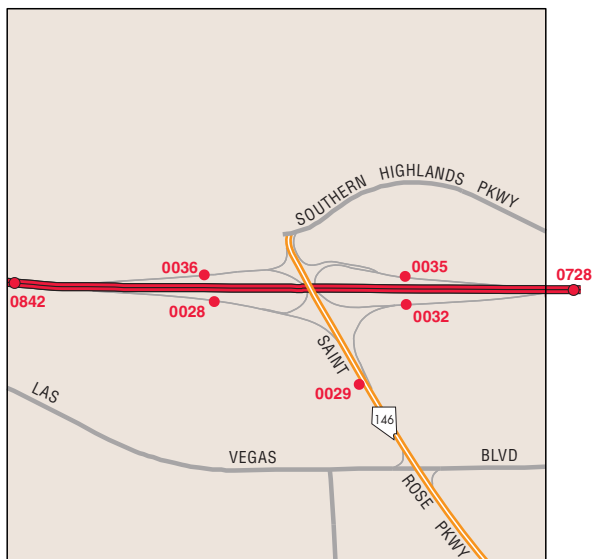 SOUTHERN HIGHLANDS PKWY
0036
0035
0728
0842
0028
0032
SAINT ROSE PKWY
0029
146
LAS VEGAS BLVD